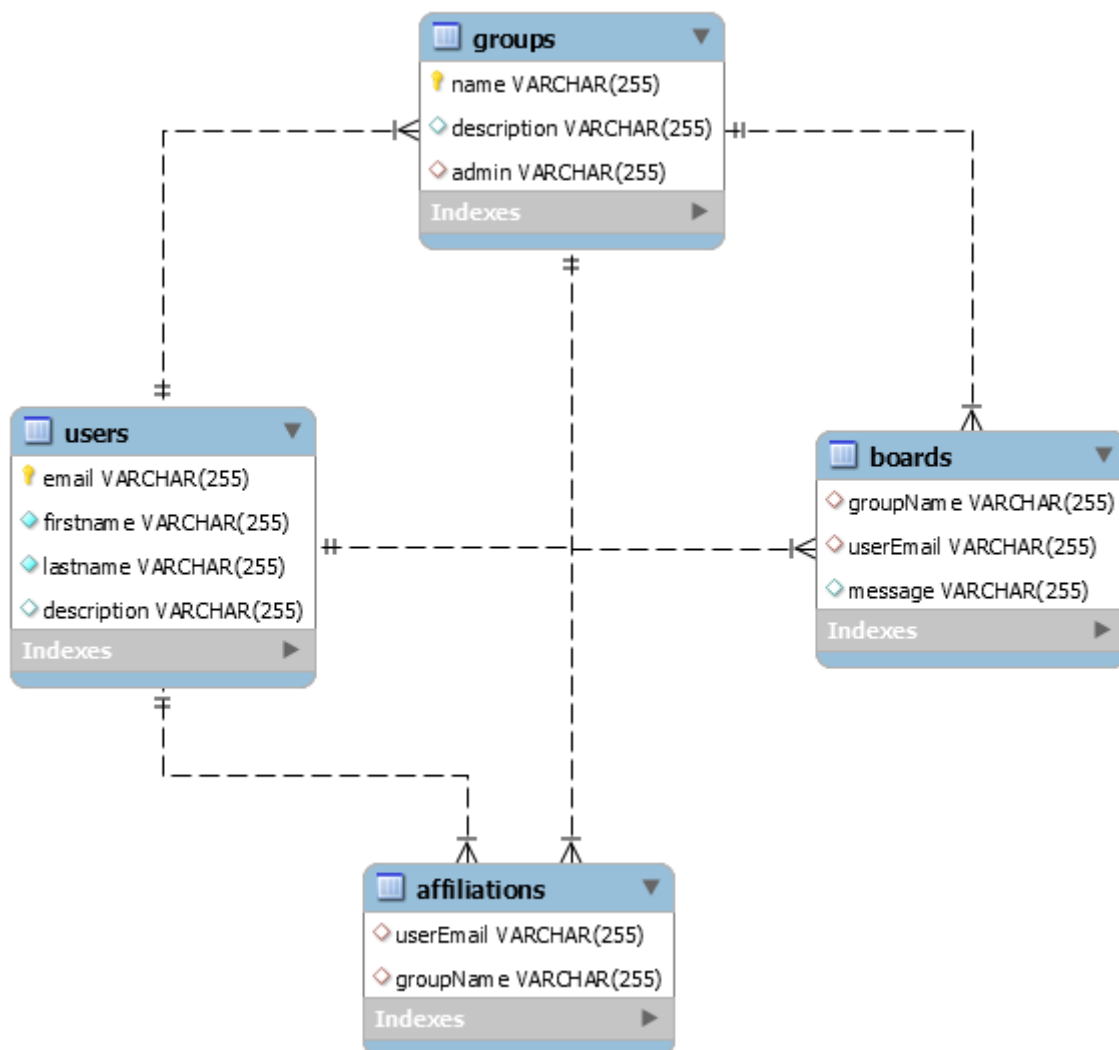 groups
name VARCHAR(255)
description VARCHAR(255)
admin VARCHAR(255)
Indexes
users
email VARCHAR(255)
firstname VARCHAR(255)
lastname VARCHAR(255)
description VARCHAR(255)
Indexes
boards
groupName VARCHAR(255)
userEmail VARCHAR(255)
message VARCHAR(255)
Indexes
affiliations
userEmail VARCHAR(255)
groupName VARCHAR(255)
Indexes